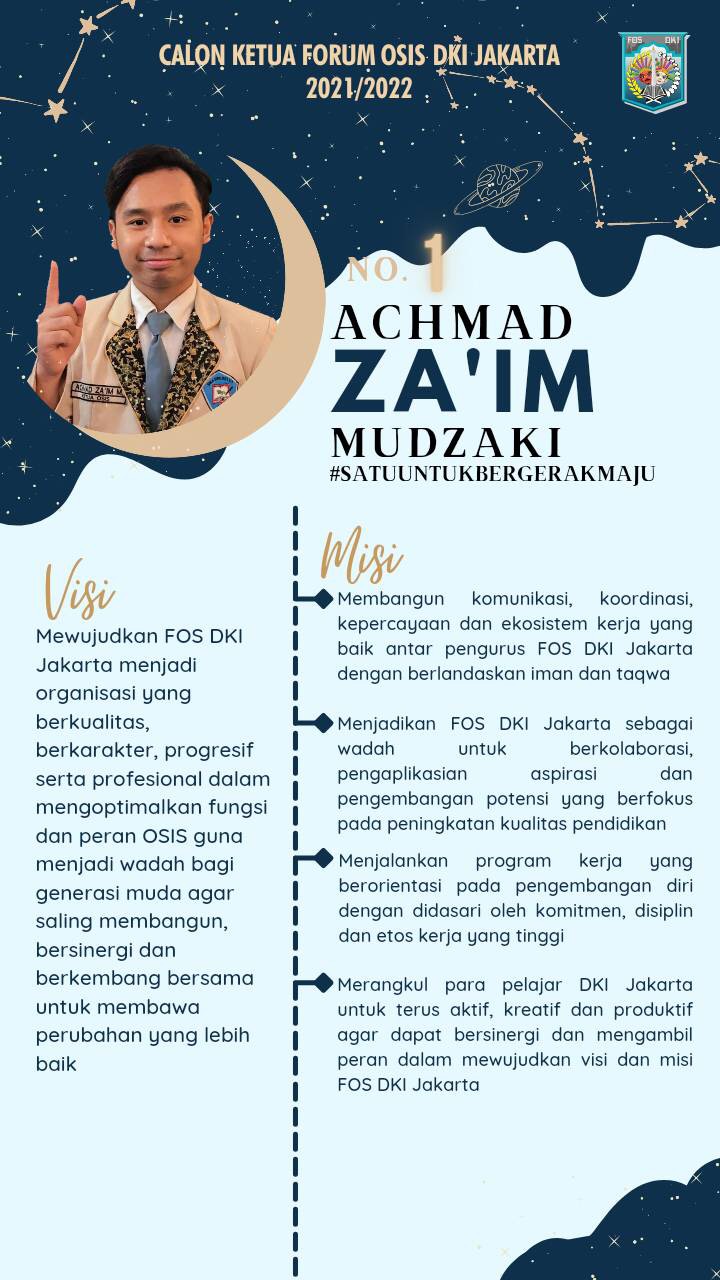 CALON KETUA FORUM OSIS DKI JAKARTA
2021/2022
FOS DKI
NO. 1
ACHMAD
ZA'IM
MUDZAKI
#SATUUNTUKBERGERAKMAJU
ACHMAD ZA'IM M.
KETUA OSIS
Visi
Mewujudkan FOS DKI
Jakarta menjadi
organisasi yang
berkualitas,
berkarakter, progresif
serta profesional dalam
mengoptimalkan fungsi
dan peran OSIS guna
menjadi wadah bagi
generasi muda agar
saling membangun,
bersinergi dan
berkembang bersama
untuk membawa
perubahan yang lebih
baik
Misi
Membangun komunikasi, koordinasi,
kepercayaan dan ekosistem kerja yang
baik antar pengurus FOS DKI Jakarta
dengan berlandaskan iman dan taqwa
Menjadikan FOS DKI Jakarta sebagai
wadah untuk berkolaborasi,
pengaplikasian aspirasi dan
pengembangan potensi yang berfokus
pada peningkatan kualitas pendidikan
Menjalankan program kerja yang
berorientasi pada pengembangan diri
dengan didasari oleh komitmen, disiplin
dan etos kerja yang tinggi
Merangkul para pelajar DKI Jakarta
untuk terus aktif, kreatif dan produktif
agar dapat bersinergi dan mengambil
peran dalam mewujudkan visi dan misi
FOS DKI Jakarta